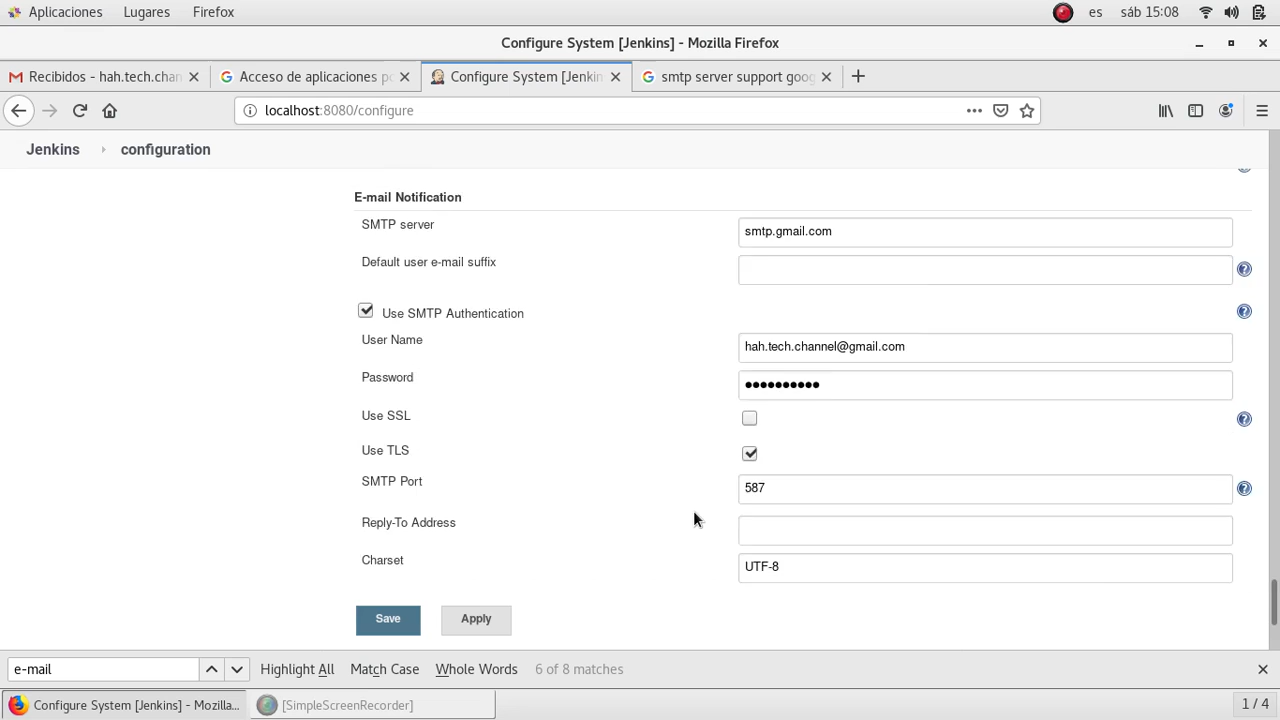 Aplicaciones Lugares Firefox es sáb 15:08
Configure System [Jenkins] - Mozilla Firefox
Recibidos - hah.tech.chan Acceso de aplicaciones po Configure System [Jenkin smtp server support goog
localhost:8080/configure
Jenkins configuration
E-mail Notification
SMTP server smtp.gmail.com
Default user e-mail suffix
Use SMTP Authentication
User Name hah.tech.channel@gmail.com
Password ●●●●●●●●●●
Use SSL
Use TLS
SMTP Port 587
Reply-To Address
Charset UTF-8
Save Apply
e-mail Highlight All Match Case Whole Words 6 of 8 matches
Configure System [Jenkins] - Mozilla... [SimpleScreenRecorder] 1 / 4